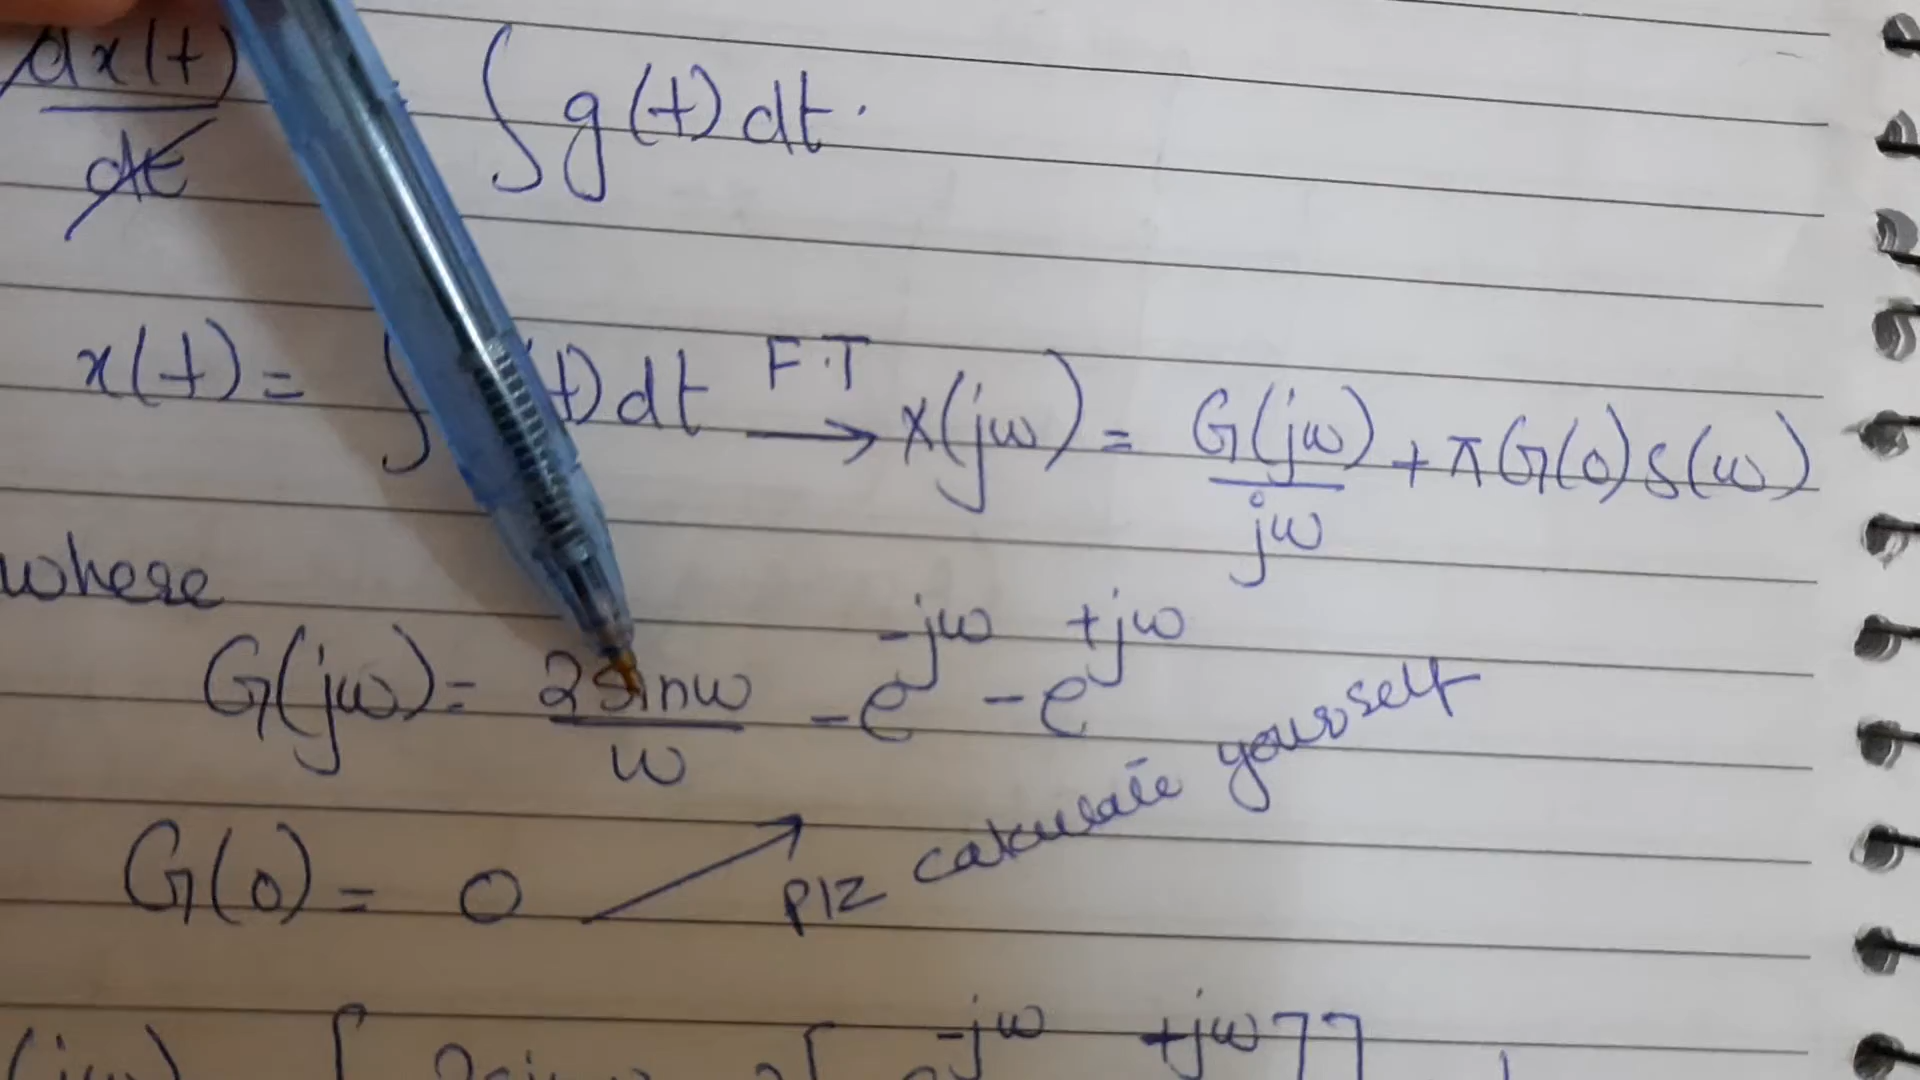 dx(t) ∫ g(t) dt.
dt
x(t) = ∫ t) dt F.T → X(jω) = G(jω) + π G(0) δ(ω)
jω
where
G(jω) = 2sinω - e^-jω - e^+jω
ω
G(0) = 0 Plz calculate yourself